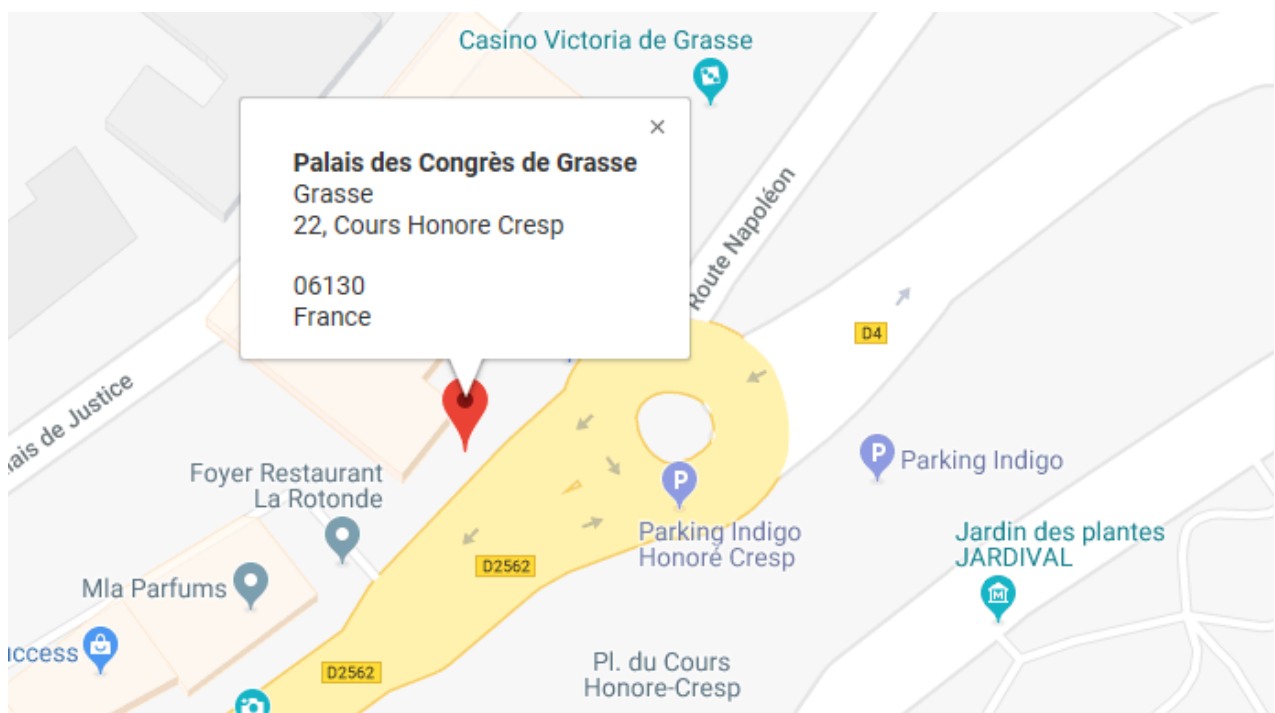 Casino Victoria de Grasse
×
Palais des Congrès de Grasse
Grasse
22, Cours Honore Cresp
06130
France
Route Napoléon
D4
ais de Justice
Foyer Restaurant
La Rotonde
P
Parking Indigo
P
Parking Indigo
Honoré Cresp
Jardin des plantes
JARDIVAL
M
D2562
Mla Parfums
uccess
D2562
Pl. du Cours
Honore-Cresp